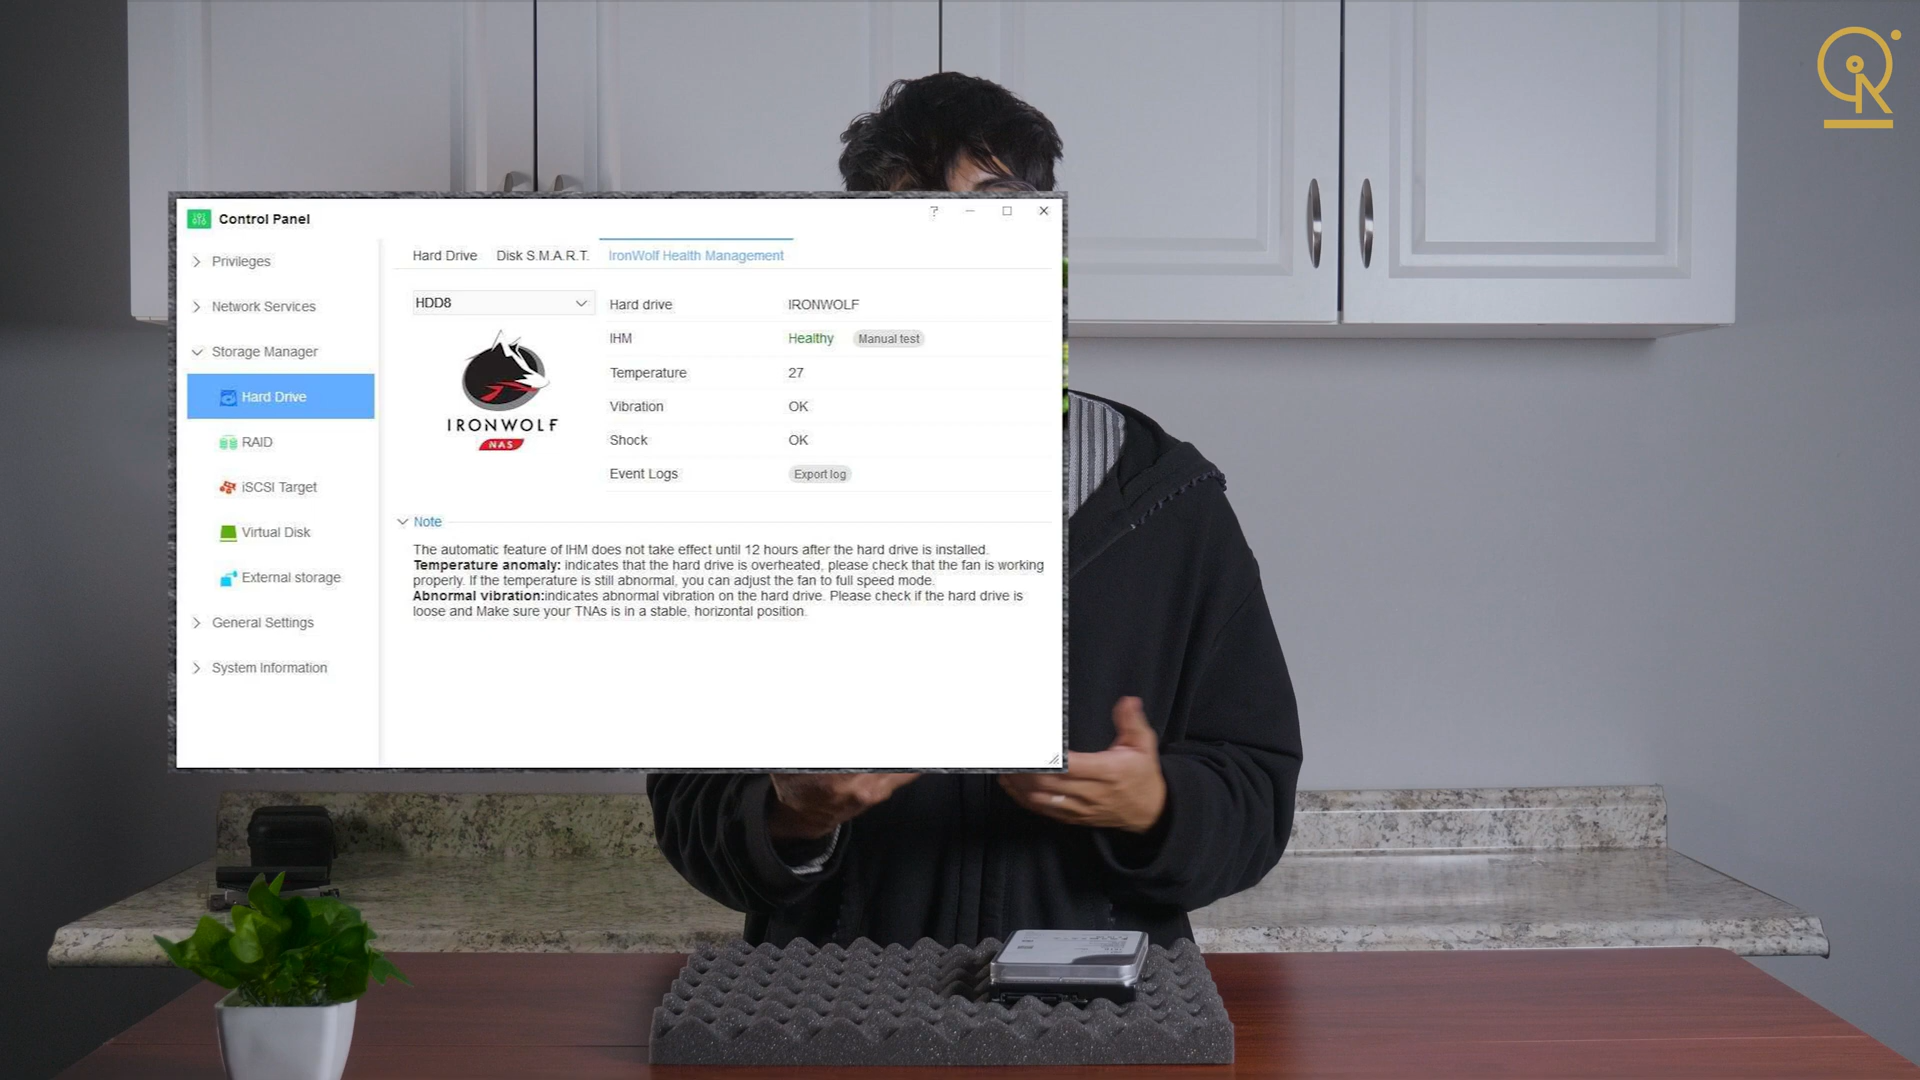 Control Panel
?
Privileges
Network Services
Storage Manager
Hard Drive
RAID
iSCSI Target
Virtual Disk
External storage
General Settings
System Information
Hard Drive Disk S.M.A.R.T. IronWolf Health Management
HDD8
IRONWOLF
NAS
Hard drive IRONWOLF
IHM Healthy Manual test
Temperature 27
Vibration OK
Shock OK
Event Logs Export log
Note
The automatic feature of IHM does not take effect until 12 hours after the hard drive is installed.
Temperature anomaly: indicates that the hard drive is overheated, please check that the fan is working
properly. If the temperature is still abnormal, you can adjust the fan to full speed mode.
Abnormal vibration:indicates abnormal vibration on the hard drive. Please check if the hard drive is
loose and Make sure your TNAs is in a stable, horizontal position.